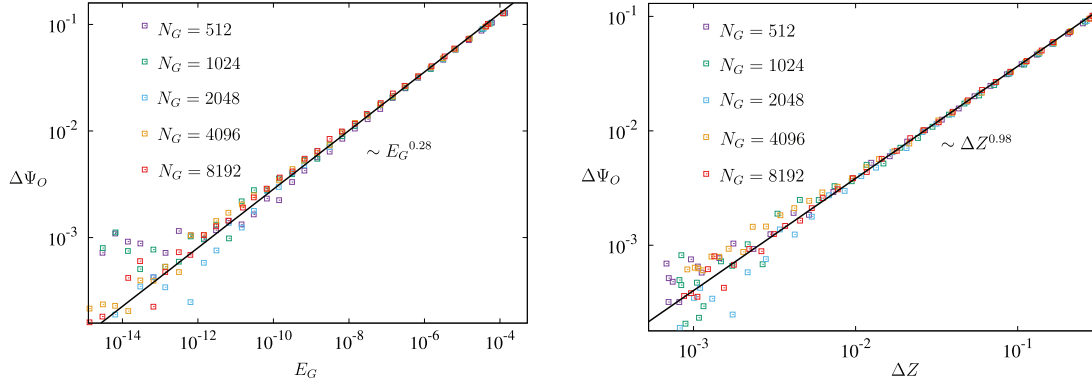 10^{-1}
10^{-2}
10^{-3}
ΔΨ_O
N_G = 512
N_G = 1024
N_G = 2048
N_G = 4096
N_G = 8192
∼ E_G^{0.28}
10^{-14} 10^{-12} 10^{-10} 10^{-8} 10^{-6} 10^{-4}
E_G
10^{-1}
10^{-2}
10^{-3}
ΔΨ_O
N_G = 512
N_G = 1024
N_G = 2048
N_G = 4096
N_G = 8192
∼ ΔZ^{0.98}
10^{-3} 10^{-2} 10^{-1}
ΔZ